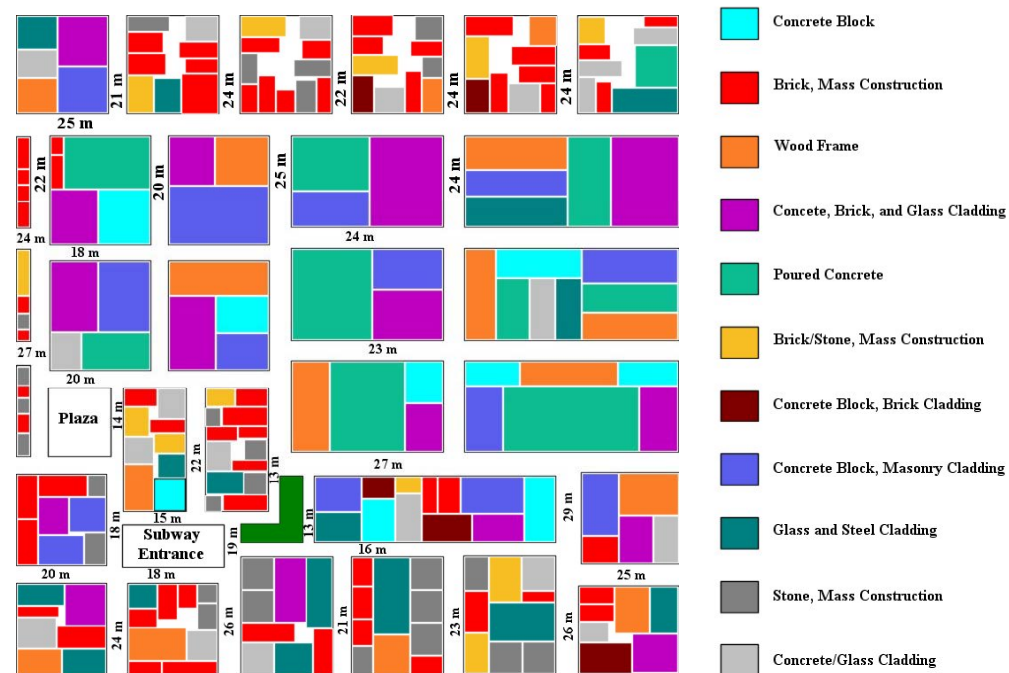 Concrete Block
Brick, Mass Construction
Wood Frame
Concete, Brick, and Glass Cladding
Poured Concrete
Brick/Stone, Mass Construction
Concrete Block, Brick Cladding
Concrete Block, Masonry Cladding
Glass and Steel Cladding
Stone, Mass Construction
Concrete/Glass Cladding
21 m
24 m
22 m
24 m
24 m
25 m
22 m
20 m
25 m
24 m
24 m
18 m
24 m
27 m
20 m
23 m
Plaza
14 m
22 m
13 m
27 m
15 m
18 m
Subway
Entrance
19 m
13 m
29 m
16 m
20 m
18 m
25 m
24 m
26 m
21 m
23 m
26 m